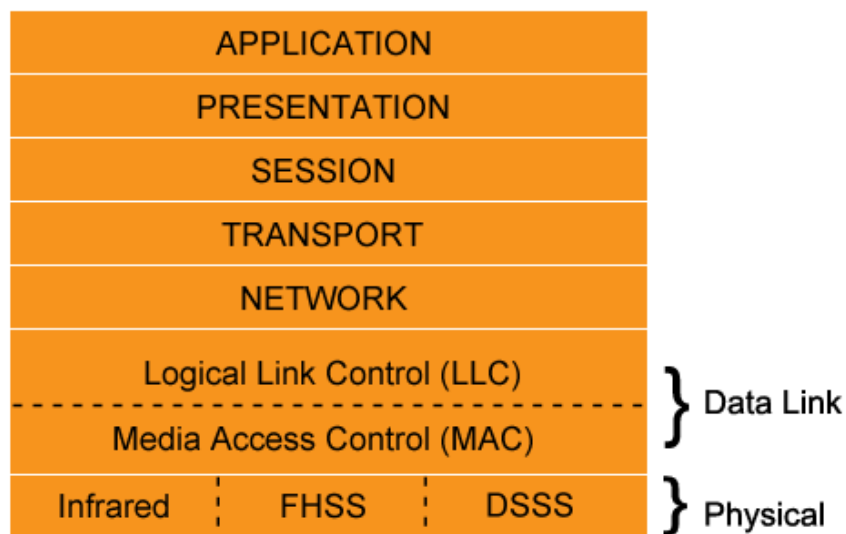 APPLICATION
PRESENTATION
SESSION
TRANSPORT
NETWORK
Logical Link Control (LLC)
Media Access Control (MAC)
Data Link
Infrared FHSS DSSS
Physical